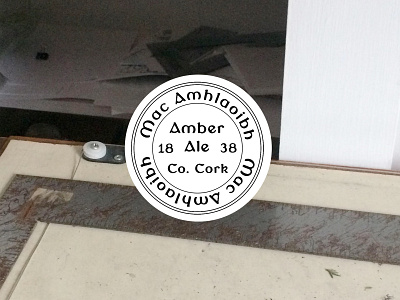 Mac Amhlaoibh
Amber
18 Ale 38
Co. Cork
Mac Amhlaoibh